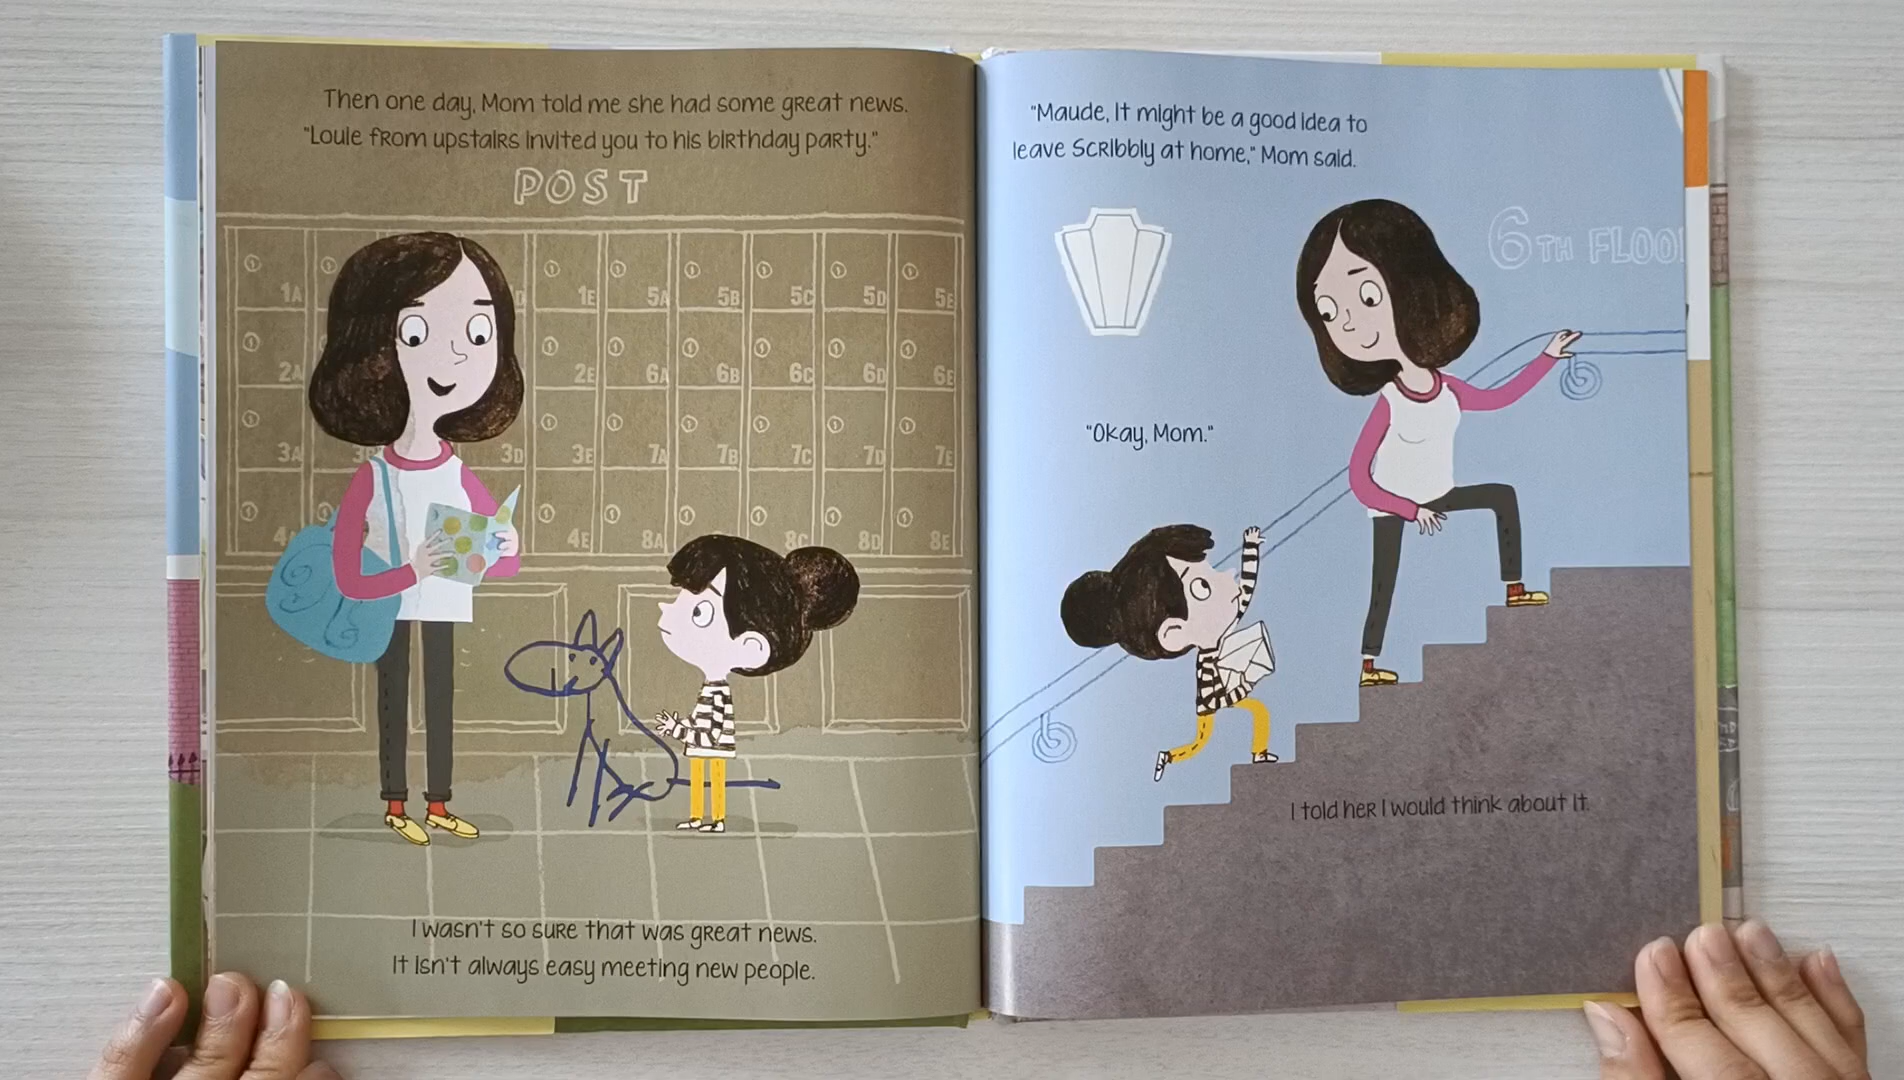 Then one day, Mom told me she had some great news.
"Louie from upstairs invited you to his birthday party."
POST
1A 1E 5A 5B 5C 5D 5E
2A 2E 6A 6B 6C 6D 6E
3A 3D 3E 7A 7B 7C 7D 7E
4E 8A 8C 8D 8E
I wasn't so sure that was great news.
It isn't always easy meeting new people.
"Maude, it might be a good idea to
leave Scribbly at home," Mom said.
6TH FLOO
"Okay, Mom."
I told her I would think about it.